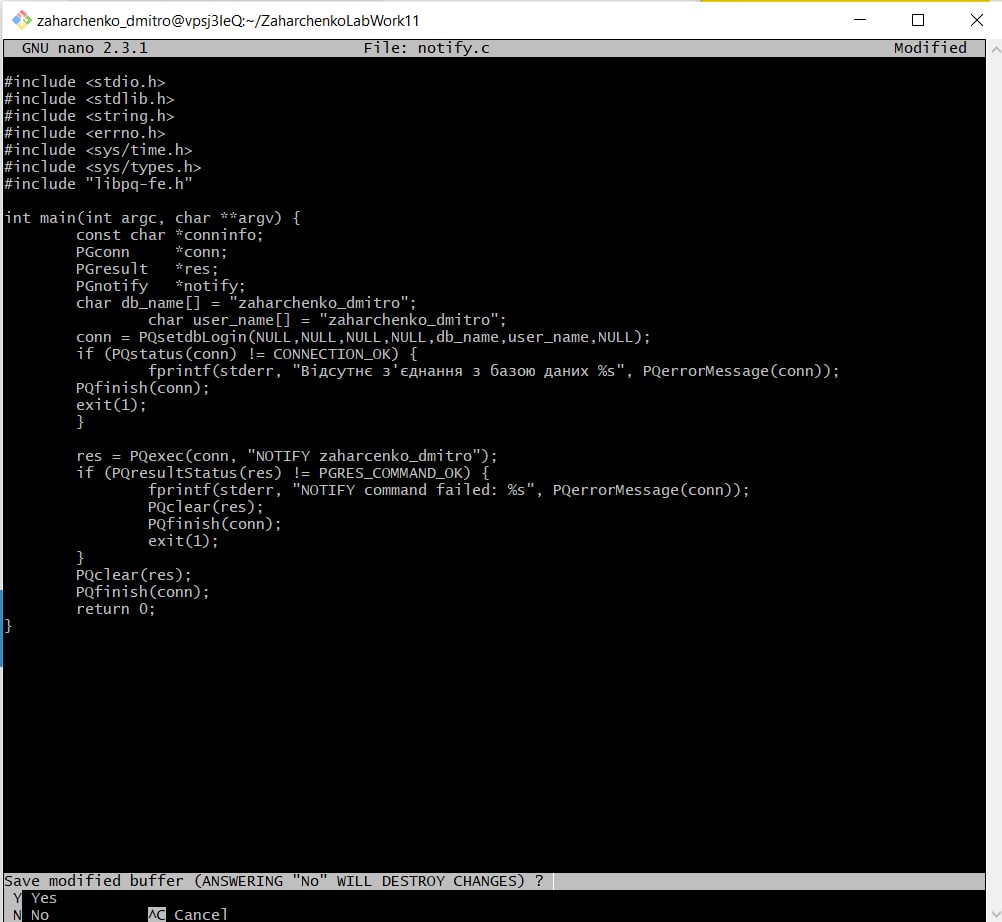 zaharchenko_dmitro@vpsj3IeQ:~/ZaharchenkoLabWork11
GNU nano 2.3.1 File: notify.c Modified
#include <stdio.h>
#include <stdlib.h>
#include <string.h>
#include <errno.h>
#include <sys/time.h>
#include <sys/types.h>
#include "libpq-fe.h"
int main(int argc, char **argv) {
const char *conninfo;
PGconn *conn;
PGresult *res;
PGnotify *notify;
char db_name[] = "zaharchenko_dmitro";
char user_name[] = "zaharchenko_dmitro";
conn = PQsetdbLogin(NULL,NULL,NULL,NULL,db_name,user_name,NULL);
if (PQstatus(conn) != CONNECTION_OK) {
fprintf(stderr, "Відсутнє з'єднання з базою даних %s", PQerrorMessage(conn));
PQfinish(conn);
exit(1);
}
res = PQexec(conn, "NOTIFY zaharcenko_dmitro");
if (PQresultStatus(res) != PGRES_COMMAND_OK) {
fprintf(stderr, "NOTIFY command failed: %s", PQerrorMessage(conn));
PQclear(res);
PQfinish(conn);
exit(1);
}
PQclear(res);
PQfinish(conn);
return 0;
}
Save modified buffer (ANSWERING "No" WILL DESTROY CHANGES) ?
Y Yes
N No ^C Cancel